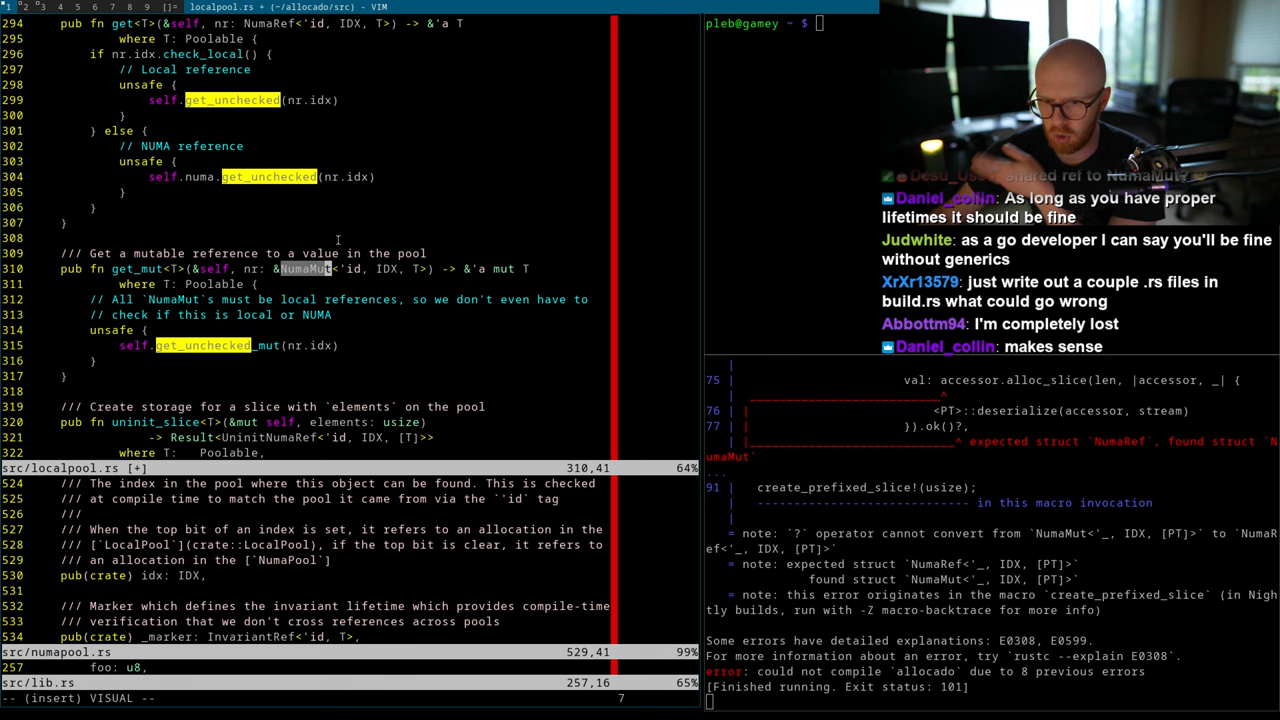 1 2 3 4 5 6 7 8 9 []= localpool.rs + (~/allocado/src) - VIM
294     pub fn get<T>(&self, nr: NumaRef<'id, IDX, T>) -> &'a T
295             where T: Poolable {
296         if nr.idx.check_local() {
297             // Local reference
298             unsafe {
299                 self.get_unchecked(nr.idx)
300             }
301         } else {
302             // NUMA reference
303             unsafe {
304                 self.numa.get_unchecked(nr.idx)
305             }
306         }
307     }
308
309     /// Get a mutable reference to a value in the pool
310     pub fn get_mut<T>(&self, nr: &NumaMut<'id, IDX, T>) -> &'a mut T
311             where T: Poolable {
312         // All `NumaMut`s must be local references, so we don't even have to
313         // check if this is local or NUMA
314         unsafe {
315             self.get_unchecked_mut(nr.idx)
316         }
317     }
318
319     /// Create storage for a slice with `elements` on the pool
320     pub fn uninit_slice<T>(&mut self, elements: usize)
321             -> Result<UninitNumaRef<'id, IDX, [T]>>
322         where T:   Poolable,
src/localpool.rs [+] 310,41 64%
524     /// The index in the pool where this object can be found. This is checked
525     /// at compile time to match the pool it came from via the `'id` tag
526     ///
527     /// When the top bit of an index is set, it refers to an allocation in the
528     /// [`LocalPool`](crate::LocalPool), if the top bit is clear, it refers to
529     /// an allocation in the [`NumaPool`]
530     pub(crate) idx: IDX,
531
532     /// Marker which defines the invariant lifetime which provides compile-time
533     /// verification that we don't cross references across pools
534     pub(crate) _marker: InvariantRef<'id, T>,
src/numapool.rs 529,41 99%
257         foo: u8,
src/lib.rs 257,16 65%
-- (insert) VISUAL -- 7
pleb@gamey ~ $
shared ref to NumaMut?
Daniel_collin: As long as you have proper
lifetimes it should be fine
Judwhite: as a go developer I can say you'll be fine
without generics
XrXr13579: just write out a couple .rs files in
build.rs what could go wrong
Abbottm94: I'm completely lost
Daniel_collin: makes sense
|
75 | val: accessor.alloc_slice(len, |accessor, _| {
| ^
76 | | <PT>::deserialize(accessor, stream)
77 | | }).ok()?,
| |____________________________^ expected struct `NumaRef`, found struct `N
umaMut`
...
91 | create_prefixed_slice!(usize);
| ----------------------------- in this macro invocation
|
= note: `?` operator cannot convert from `NumaMut<'_, IDX, [PT]>` to `NumaR
ef<'_, IDX, [PT]>`
= note: expected struct `NumaRef<'_, IDX, [PT]>`
found struct `NumaMut<'_, IDX, [PT]>`
= note: this error originates in the macro `create_prefixed_slice` (in Nigh
tly builds, run with -Z macro-backtrace for more info)
Some errors have detailed explanations: E0308, E0599.
For more information about an error, try `rustc --explain E0308`.
error: could not compile `allocado` due to 8 previous errors
[Finished running. Exit status: 101]